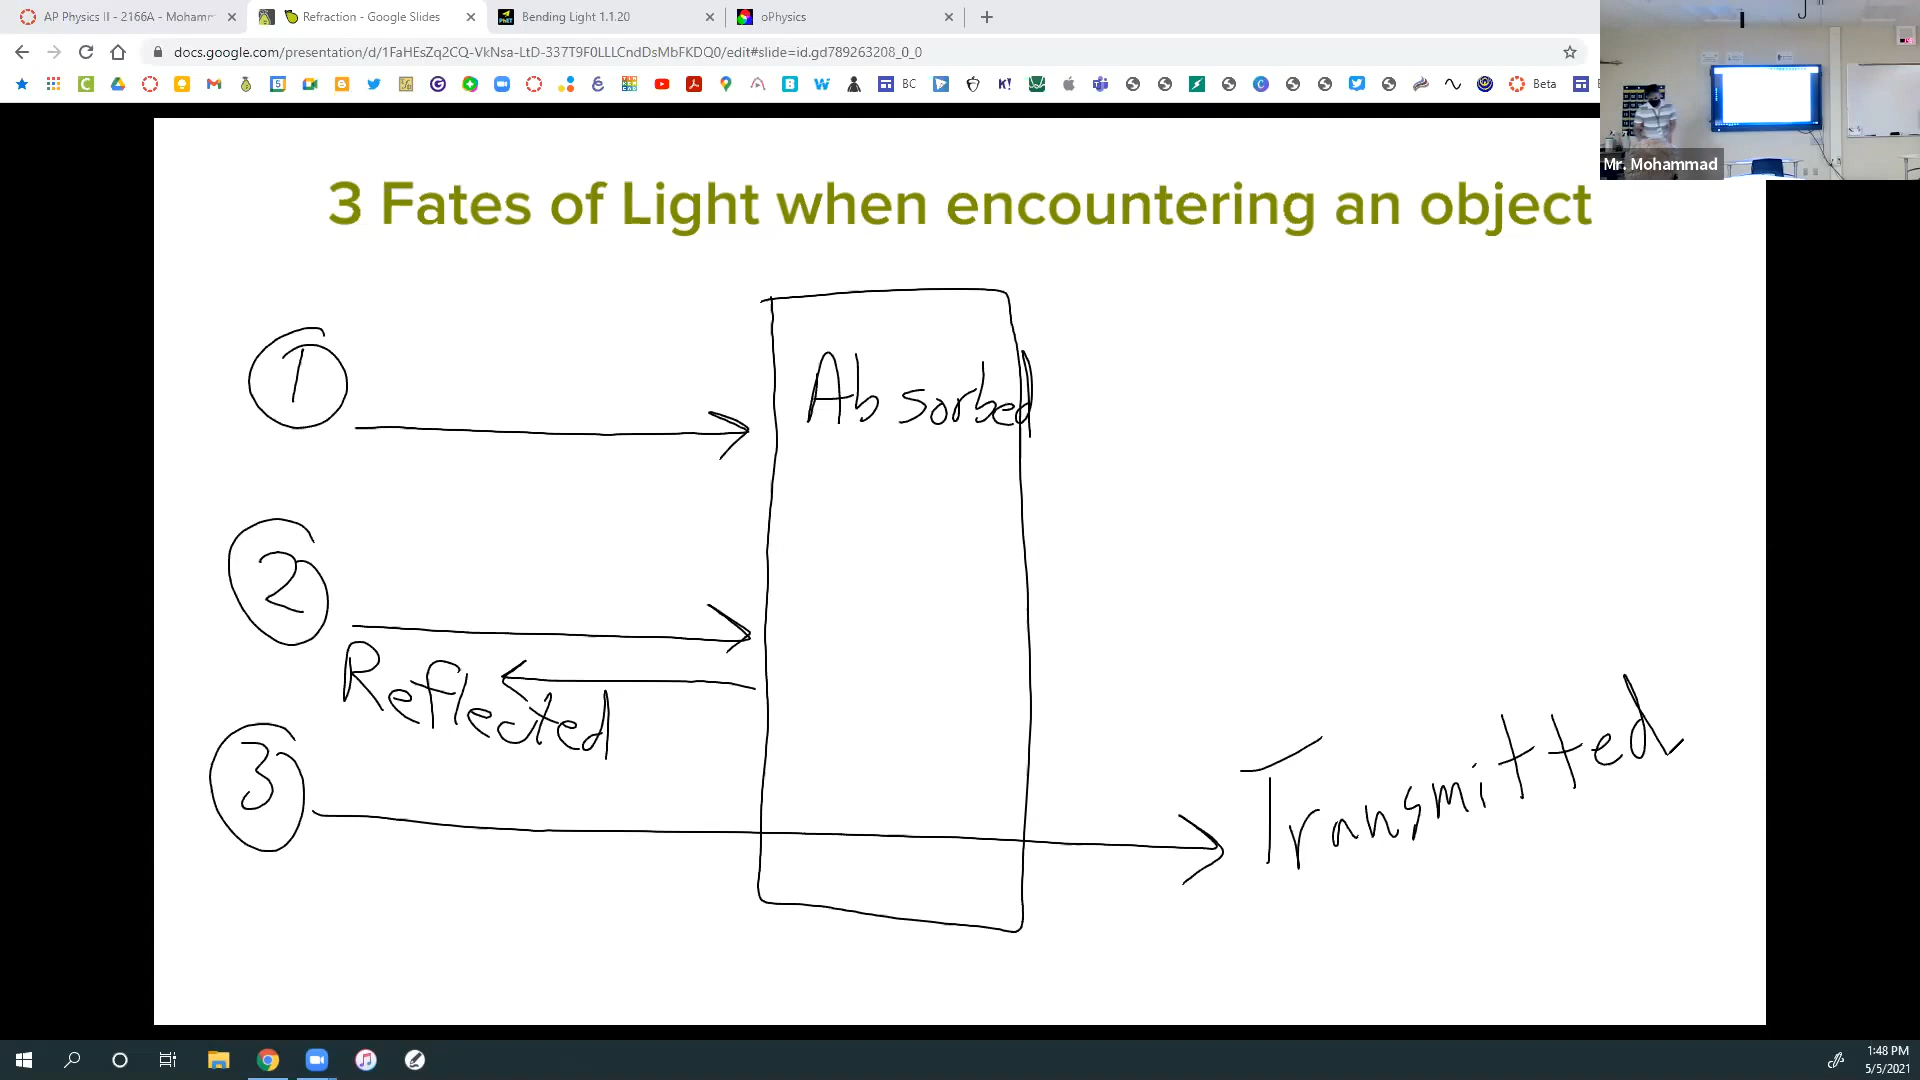 AP Physics II - 2166A - Mohamm
Refraction - Google Slides
Bending Light 1.1.20
oPhysics
docs.google.com/presentation/d/1FaHEsZq2CQ-VkNsa-LtD-337T9F0LLLCndDsMbFKDQ0/edit#slide=id.gd789263208_0_0
BC
Beta
Mr. Mohammad
3 Fates of Light when encountering an object
1
Absorbed
2
Reflected
3
Transmitted
1:48 PM
5/5/2021